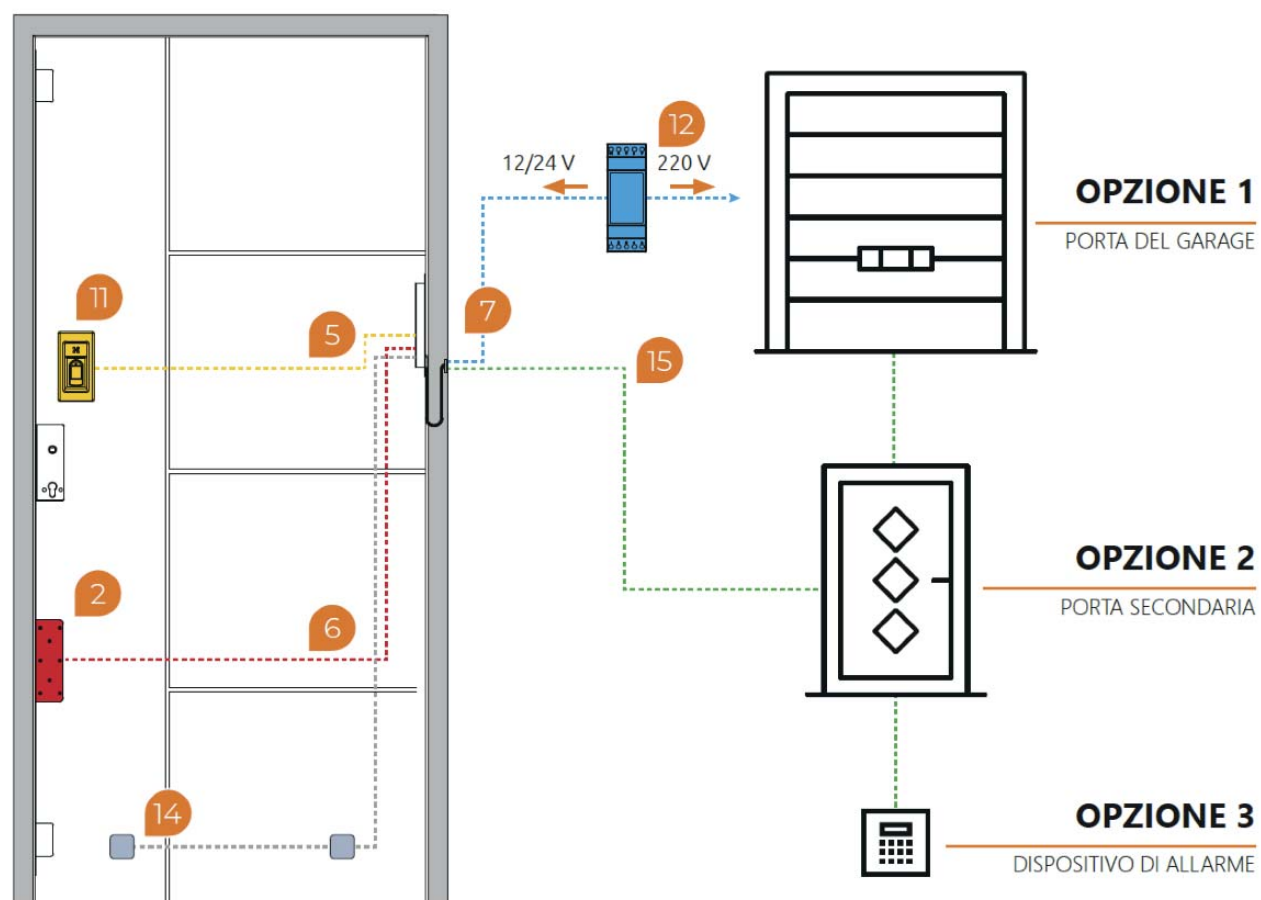 12
12/24 V
220 V
OPZIONE 1
PORTA DEL GARAGE
11
5
7
15
2
6
OPZIONE 2
PORTA SECONDARIA
14
OPZIONE 3
DISPOSITIVO DI ALLARME